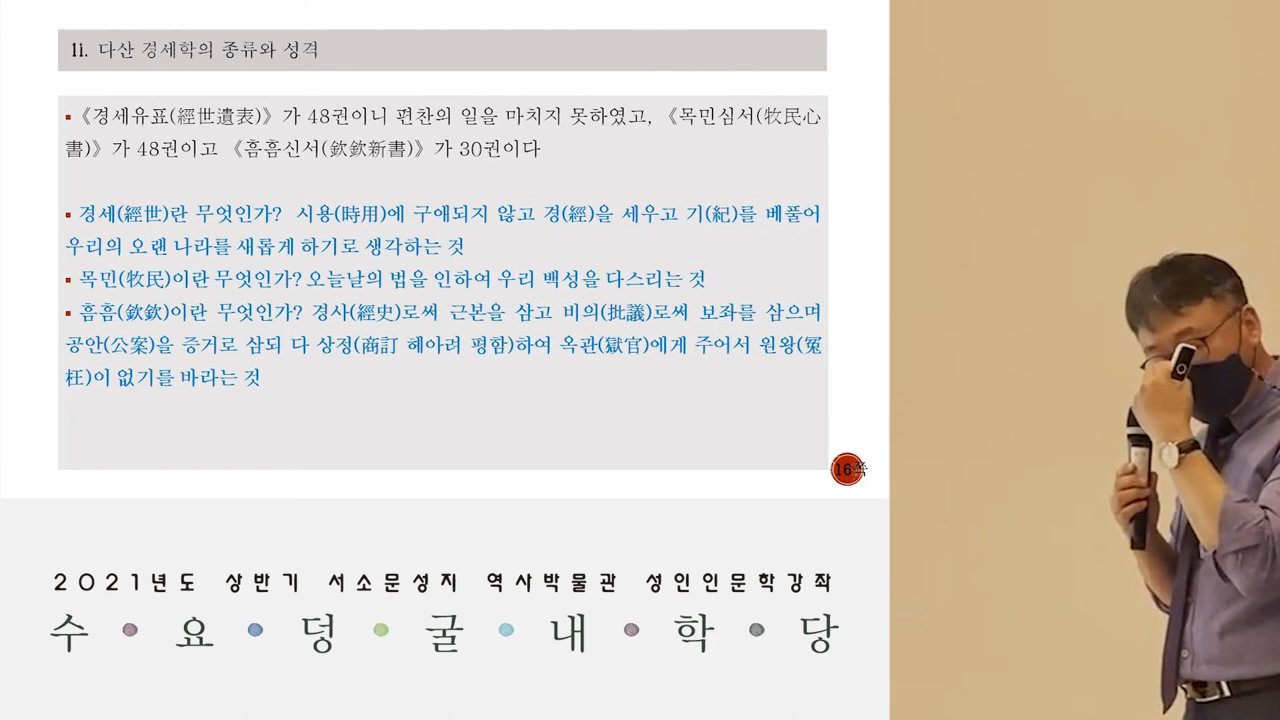 1i. 다산 경세학의 종류와 성격
▪《경세유표(經世遺表)》가 48권이니 편찬의 일을 마치지 못하였고, 《목민심서(牧民心
書)》가 48권이고 《흠흠신서(欽欽新書)》가 30권이다
▪ 경세(經世)란 무엇인가? 시용(時用)에 구애되지 않고 경(經)을 세우고 기(紀)를 베풀어
우리의 오랜 나라를 새롭게 하기로 생각하는 것
▪ 목민(牧民)이란 무엇인가? 오늘날의 법을 인하여 우리 백성을 다스리는 것
▪ 흠흠(欽欽)이란 무엇인가? 경사(經史)로써 근본을 삼고 비의(批議)로써 보좌를 삼으며
공안(公案)을 증거로 삼되 다 상정(商訂 헤아려 평함)하여 옥관(獄官)에게 주어서 원왕(冤
枉)이 없기를 바라는 것
16쪽
2021년도 상반기 서소문성지 역사박물관 성인인문학강좌
수•요•덩•굴•내•학•당